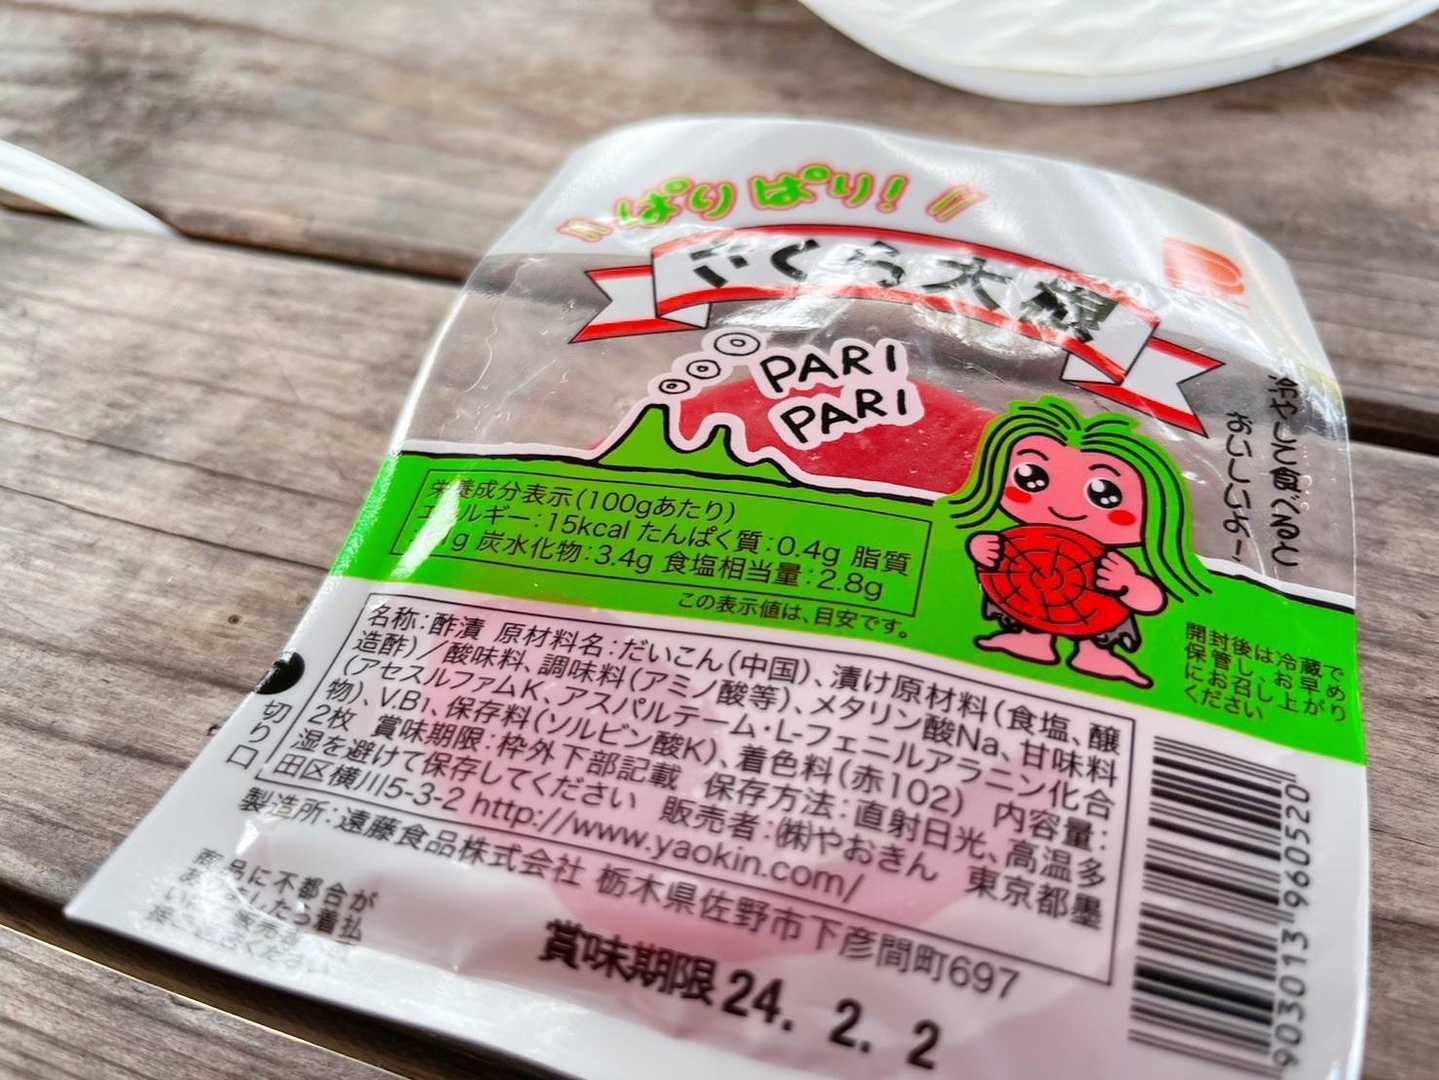 ぱりぱり!
さくら大根
PARI
PARI
冷やして食べると
おいしいよ!
栄養成分表示(100gあたり)
エネルギー:15kcal たんぱく質:0.4g 脂質
g 炭水化物:3.4g 食塩相当量:2.8g
この表示値は、目安です。
開封後は冷蔵で
保管し、お早め
にお召し上がり
ください
名称:酢漬 原材料名:だいこん(中国)、漬け原材料(食塩、醸
造酢)/酸味料、調味料(アミノ酸等)、メタリン酸Na、甘味料
(アセスルファムK、アスパルテーム・L-フェニルアラニン化合
物)、V.B₁、保存料(ソルビン酸K)、着色料(赤102) 内容量:
2枚 賞味期限:枠外下部記載 保存方法:直射日光、高温多
湿を避けて保存してください 販売者:㈱やおきん 東京都墨
田区横川5-3-2 http://www.yaokin.com/
切り口
製造所:遠藤食品株式会社 栃木県佐野市下彦間町697
品に不都合が
したら着払
賞味期限 24. 2. 2
903013 960520